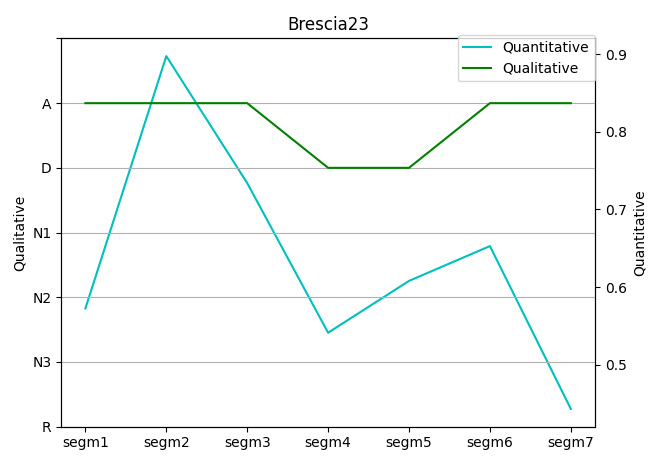 Brescia23
Quantitative
Qualitative
A
D
N1
N2
N3
R
Qualitative
0.9
0.8
0.7
0.6
0.5
Quantitative
segm1 segm2 segm3 segm4 segm5 segm6 segm7